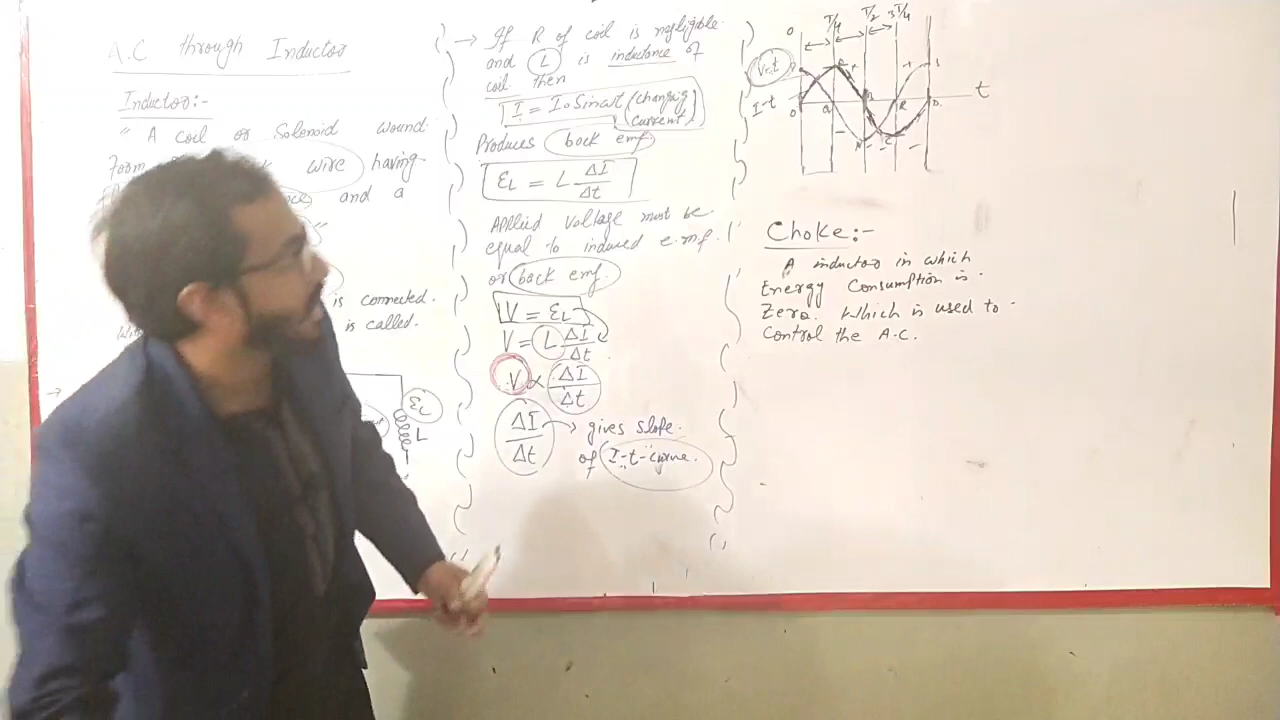 A.C through Inductor
Inductor:-
" A coil or Solenoid wound
Form wire having
and a
is connected.
is called.
εL
L
→ If R of coil is negligible
and L is inductance of
coil then
I = Io Sinωt (changing current)
Produces back emf.
εL = L ΔI/Δt
Applied Voltage must be
equal to induced e.m.f.
or back emf.
V = εL
V = L ΔI/Δt
V ∝ ΔI/Δt
ΔI/Δt → gives slope
of I-t-curve.
T/4 T/2 3T/4
I-t
t
Choke:-
A inductor in which
Energy Consumption is
Zero. Which is used to
Control the A.C.